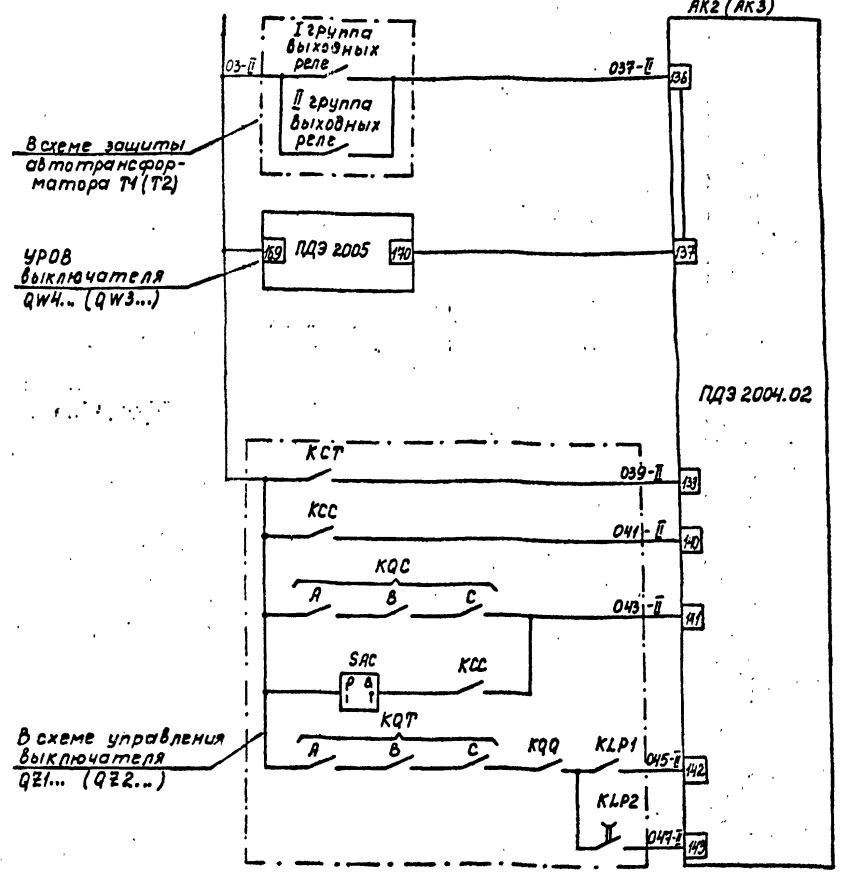 АК2 (АК3)
I группа
выходных
реле
03-II
037-II
136
II группа
выходных
реле
В схеме защиты
автотрансфор-
матора Т1 (Т2)
169
ПДЭ 2005
170
137
УРОВ
выключателя
QW4... (QW3...)
ПДЭ 2004.02
КСТ
039-II
139
КСС
041-II
140
KQC
А В С
043-II
141
SAC
КСС
KQT
А В С
KQQ
KLP1
045-II
142
В схеме управления
выключателя
QZ1... (QZ2...)
KLP2
047-II
143